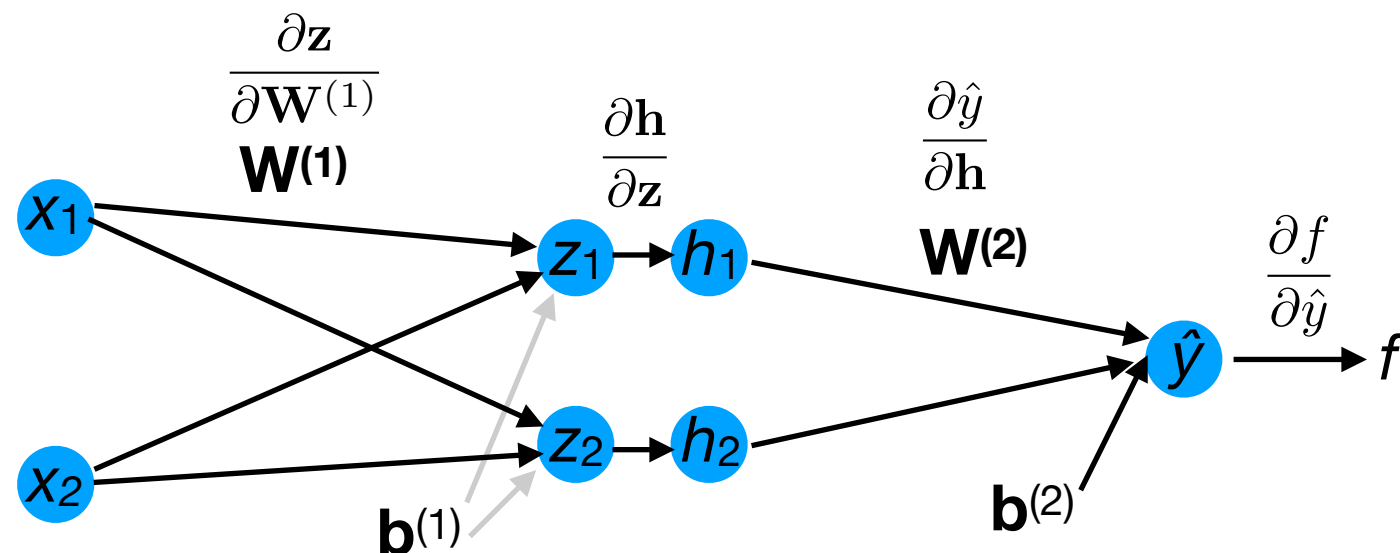 ∂z
∂W⁽¹⁾
W⁽¹⁾
∂h
∂z
∂ŷ
∂h
W⁽²⁾
∂f
∂ŷ
x₁
z₁
h₁
ŷ
f
x₂
z₂
h₂
b⁽¹⁾
b⁽²⁾